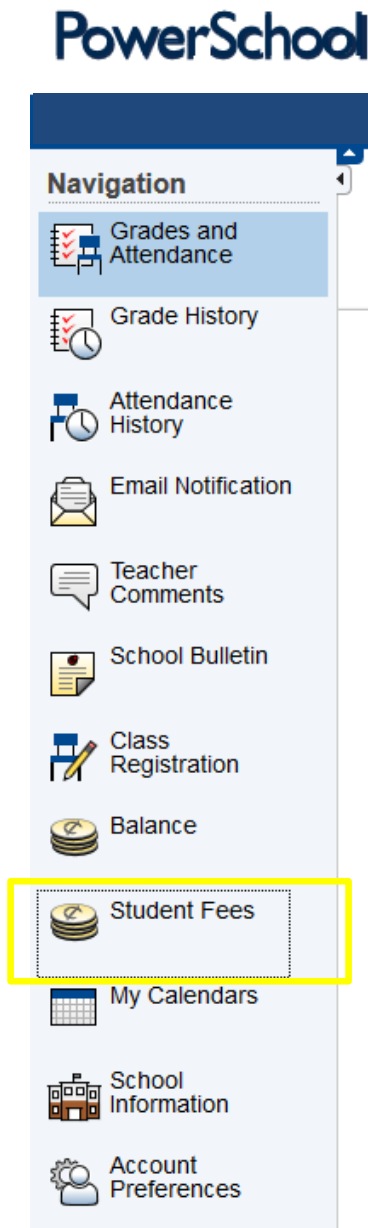 PowerSchool
Navigation
Grades and
Attendance
Grade History
Attendance
History
Email Notification
Teacher
Comments
School Bulletin
Class
Registration
Balance
Student Fees
My Calendars
School
Information
Account
Preferences